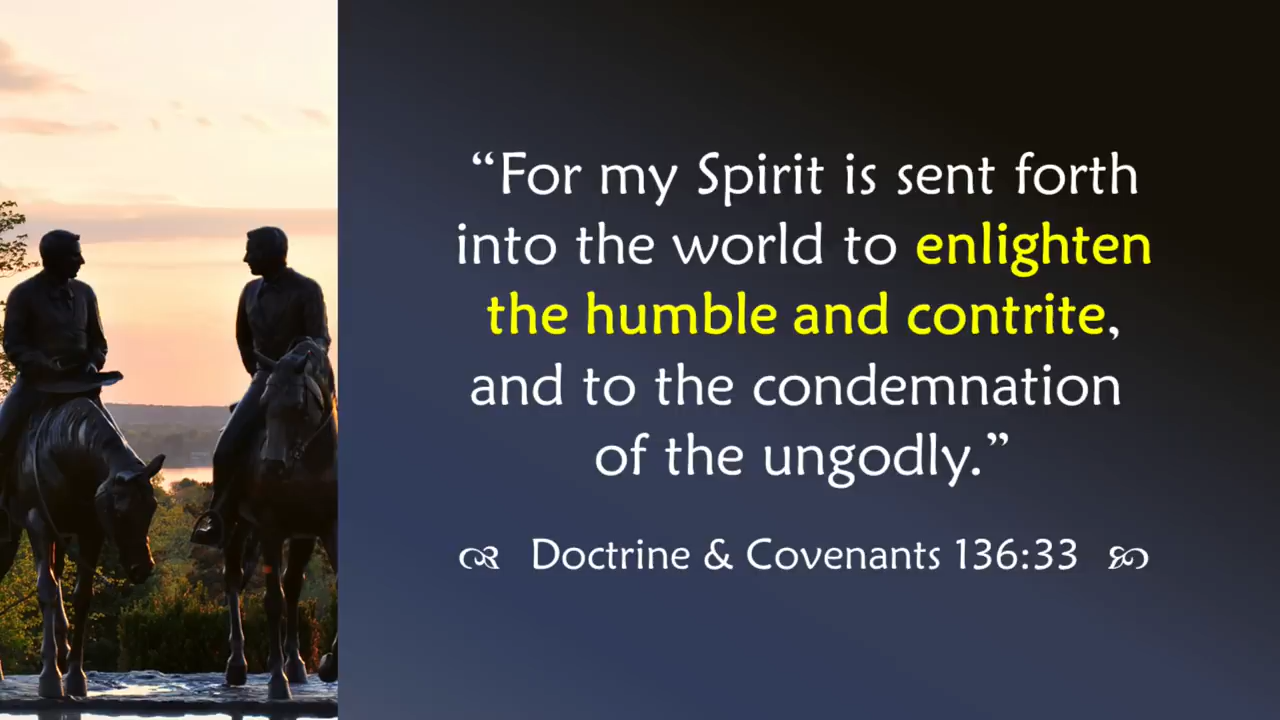 “For my Spirit is sent forth
into the world to enlighten
the humble and contrite,
and to the condemnation
of the ungodly.”
Doctrine & Covenants 136:33